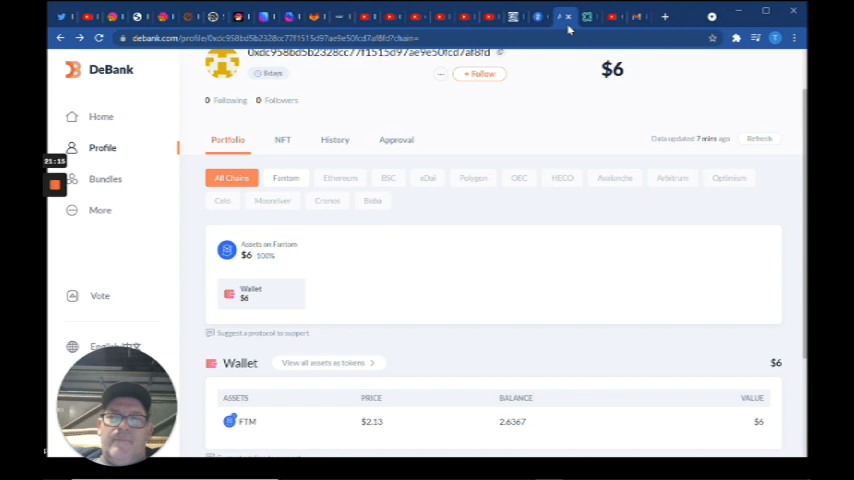 debank.com/profile/0xdc958bd5b2328cc77f1515d97ae9e50fcd7af8fd?chain=
DeBank
0xdc958bd5b2328cc77f1515d97ae9e50fcd7af8fd
$6
8days
+ Follow
0 Following 0 Followers
Home
Profile
Bundles
More
Vote
English
21:15
Portfolio NFT History Approval
Data updated 7 mins ago Refresh
All Chains Fantom Ethereum BSC xDai Polygon OEC HECO Avalanche Arbitrum Optimism
Celo Moonriver Cronos Boba
Assets on Fantom
$6 100%
Wallet
$6
Suggest a protocol to support
Wallet View all assets as tokens $6
ASSETS PRICE BALANCE VALUE
FTM $2.13 2.6367 $6